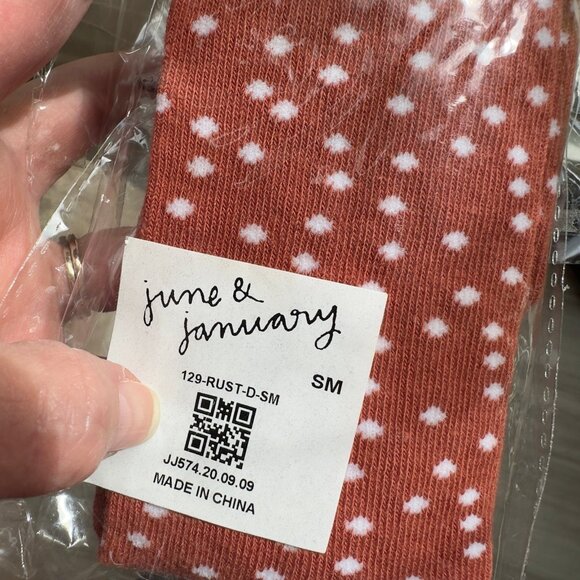 june &
january
SM
129-RUST-D-SM
JJ574.20.09.09
MADE IN CHINA